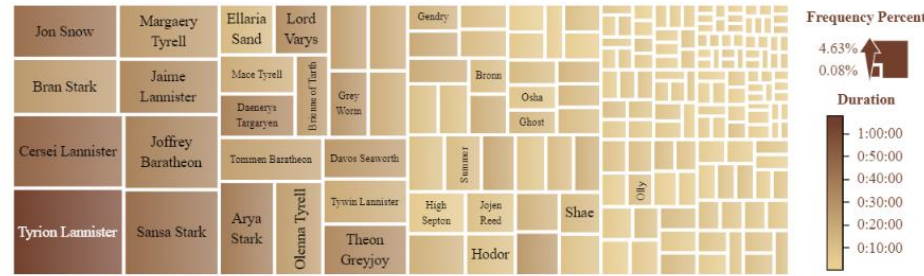 Jon Snow
Margaery
Tyrell
Ellaria
Sand
Lord
Varys
Gendry
Bran Stark
Jaime
Lannister
Mace Tyrell
Daenerys
Targaryen
Brienne of Tarth
Grey
Worm
Bronn
Osha
Ghost
Cersei Lannister
Joffrey
Baratheon
Tommen Baratheon
Davos Seaworth
Summer
Tyrion Lannister
Sansa Stark
Arya
Stark
Olenna Tyrell
Tywin Lannister
Theon
Greyjoy
High
Septon
Jojen
Reed
Hodor
Shae
Olly
Frequency Percent
4.63%
0.08%
Duration
1:00:00
0:50:00
0:40:00
0:30:00
0:20:00
0:10:00